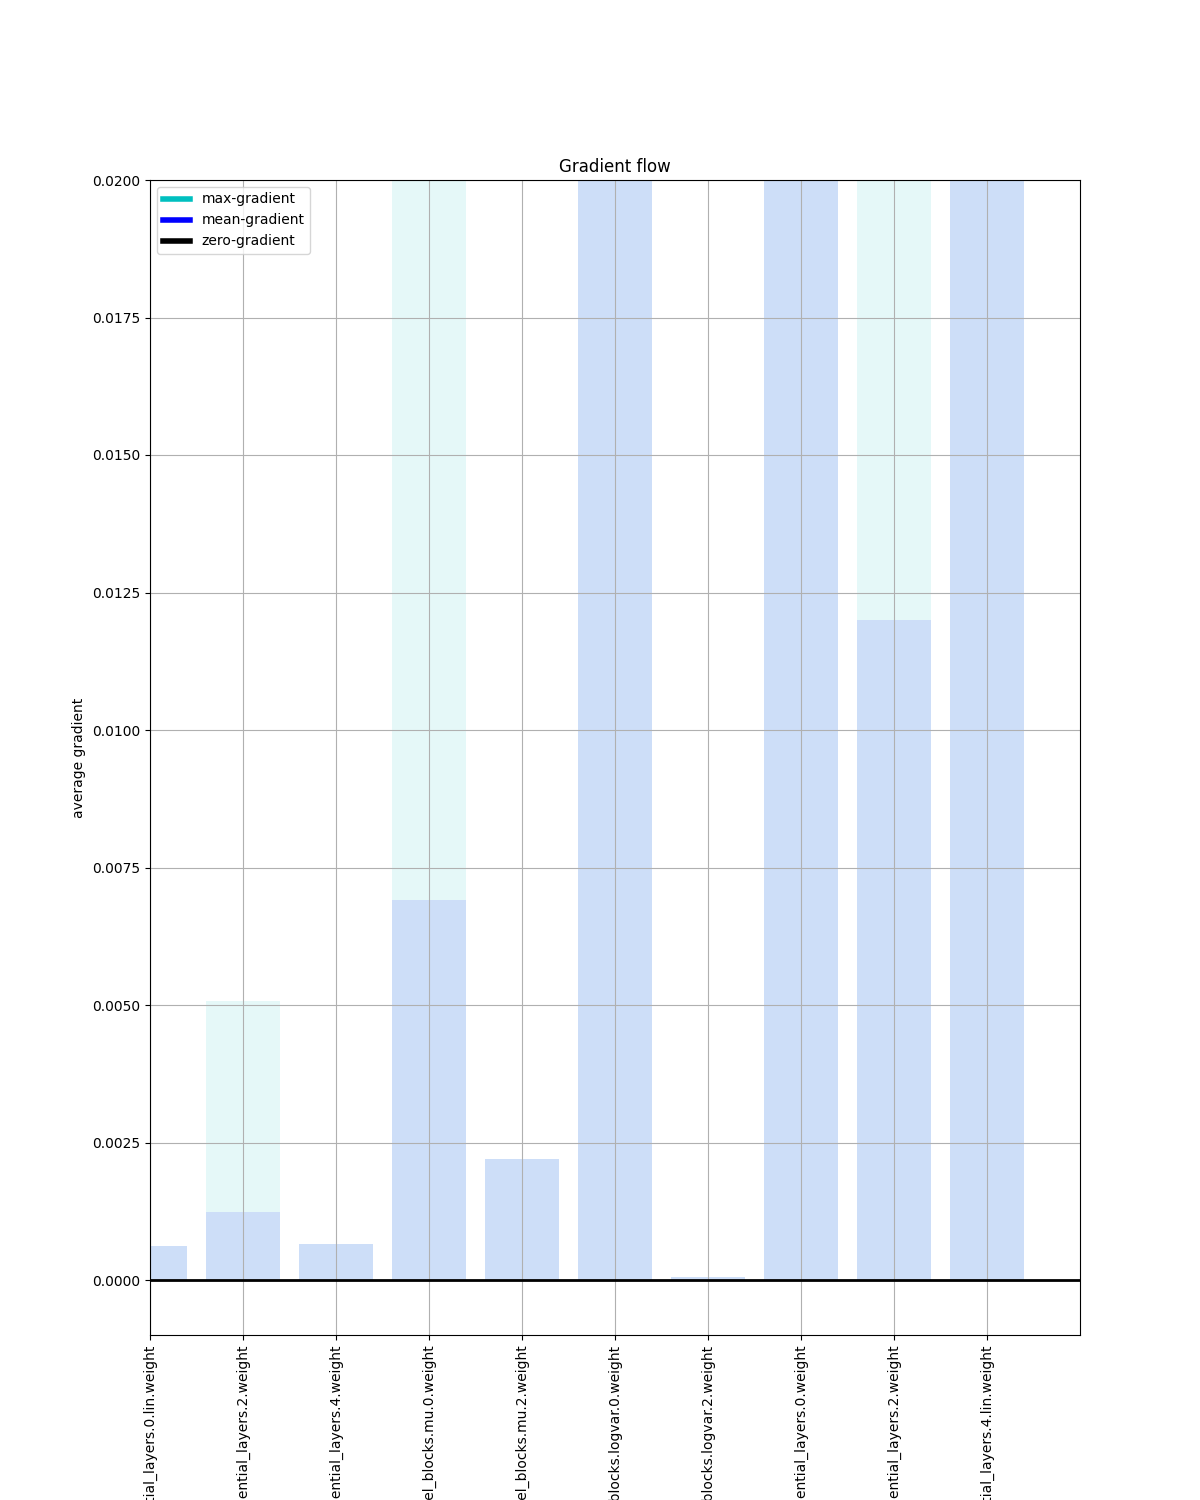 Gradient flow
max-gradient
mean-gradient
zero-gradient
0.0200
0.0175
0.0150
0.0125
0.0100
0.0075
0.0050
0.0025
0.0000
average gradient
tial_layers.0.lin.weight
ential_layers.2.weight
ential_layers.4.weight
el_blocks.mu.0.weight
el_blocks.mu.2.weight
blocks.logvar.0.weight
blocks.logvar.2.weight
ential_layers.0.weight
ential_layers.2.weight
tial_layers.4.lin.weight